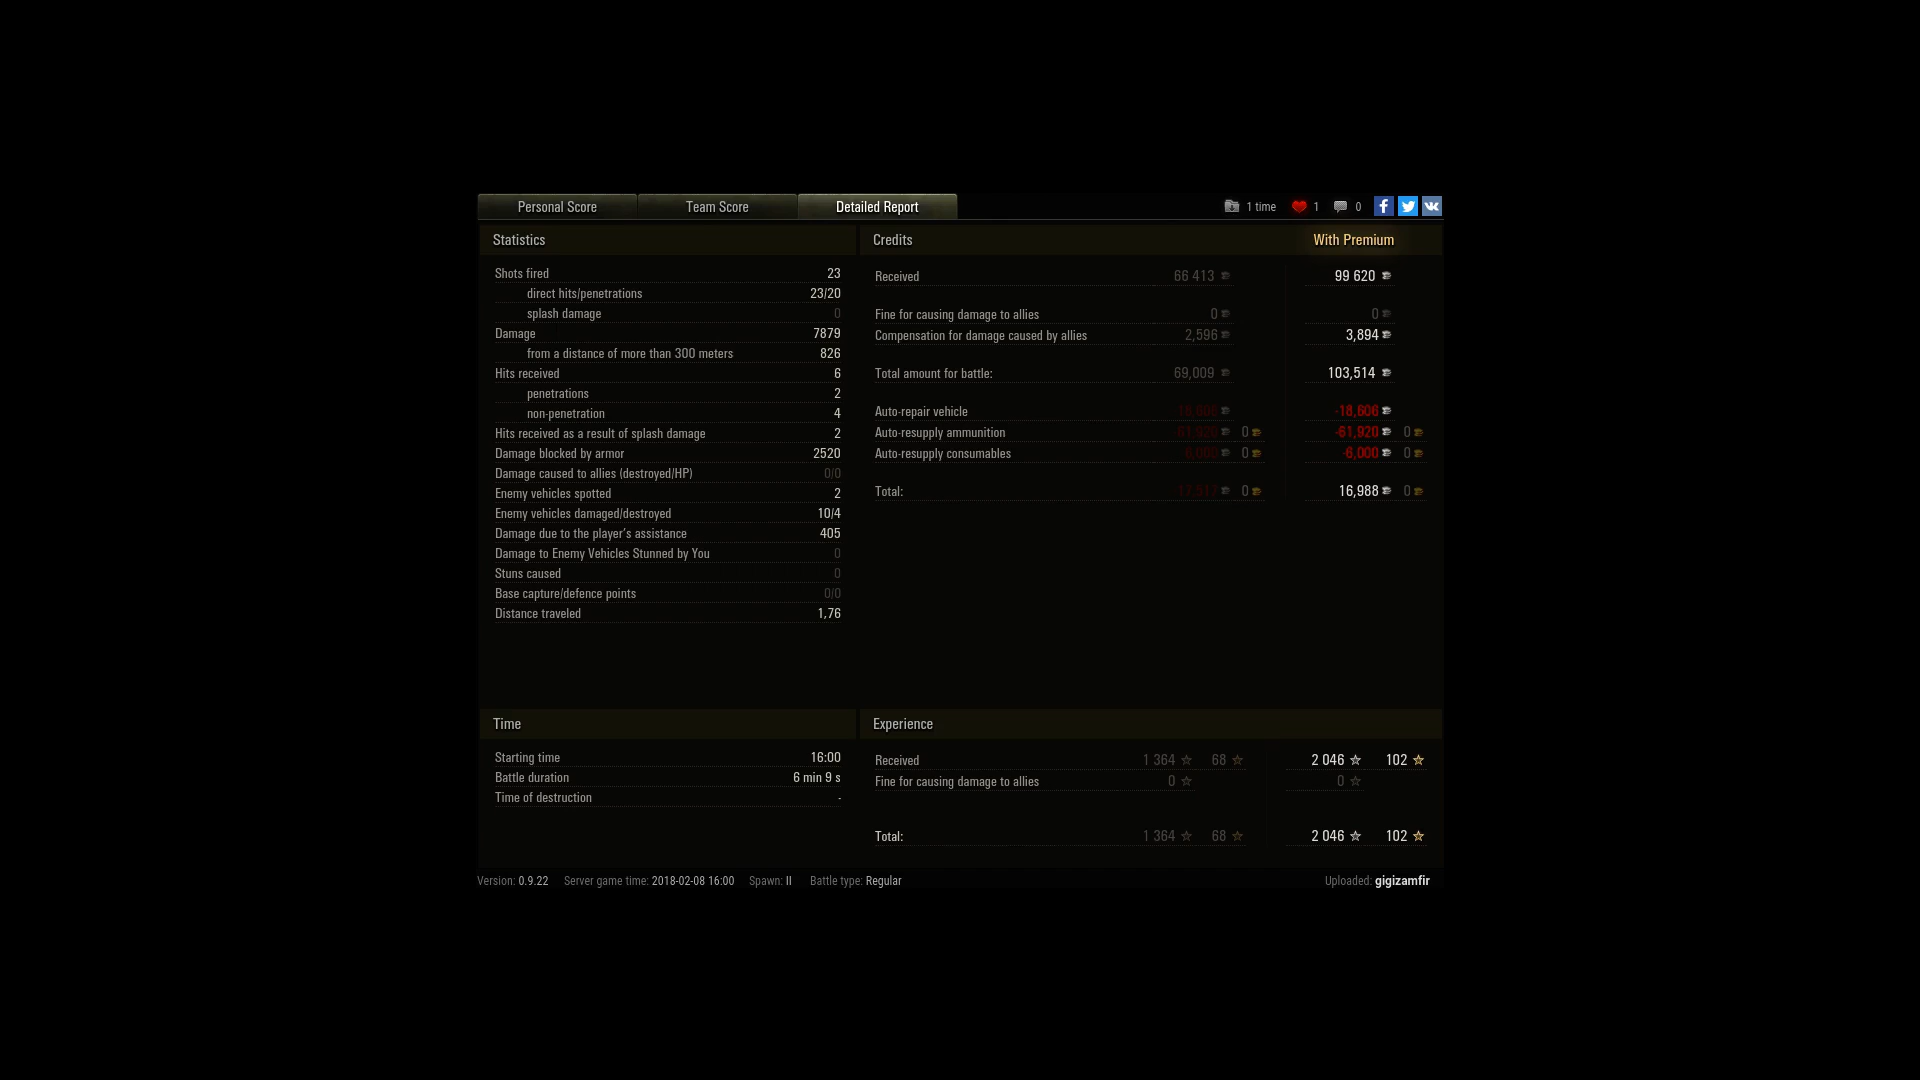 Personal Score Team Score Detailed Report 1 time 1 0
Statistics
Shots fired 23
direct hits/penetrations 23/20
splash damage 0
Damage 7879
from a distance of more than 300 meters 826
Hits received 6
penetrations 2
non-penetration 4
Hits received as a result of splash damage 2
Damage blocked by armor 2520
Damage caused to allies (destroyed/HP) 0/0
Enemy vehicles spotted 2
Enemy vehicles damaged/destroyed 10/4
Damage due to the player's assistance 405
Damage to Enemy Vehicles Stunned by You 0
Stuns caused 0
Base capture/defence points 0/0
Distance traveled 1,76
Credits With Premium
Received 66 413 99 620
Fine for causing damage to allies 0 0
Compensation for damage caused by allies 2,596 3,894
Total amount for battle: 69,009 103,514
Auto-repair vehicle -18,606 -18,606
Auto-resupply ammunition -61,920 0 -61,920 0
Auto-resupply consumables -6,000 0 -6,000 0
Total: -17,517 0 16,988 0
Time
Starting time 16:00
Battle duration 6 min 9 s
Time of destruction -
Experience
Received 1 364 68 2 046 102
Fine for causing damage to allies 0 0
Total: 1 364 68 2 046 102
Version: 0.9.22 Server game time: 2018-02-08 16:00 Spawn: II Battle type: Regular Uploaded: gigizamfir